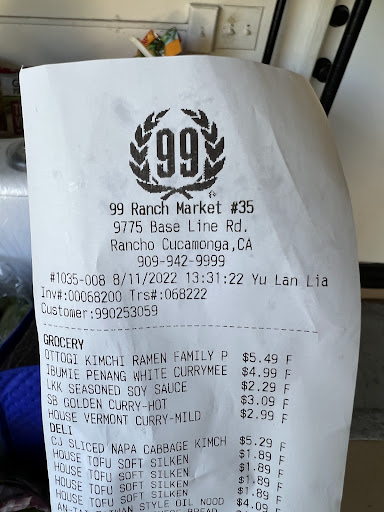 99
99 Ranch Market #35
9775 Base Line Rd.
Rancho Cucamonga,CA
909-942-9999
#1035-008 8/11/2022 13:31:22 Yu Lan Lia
Inv#:00068200 Trs#:068222
Customer:990253059
GROCERY
OTTOGI KIMCHI RAMEN FAMILY P $5.49 F
IBUMIE PENANG WHITE CURRYMEE $4.99 F
LKK SEASONED SOY SAUCE $2.29 F
SB GOLDEN CURRY-HOT $3.09 F
HOUSE VERMONT CURRY-MILD $2.99 F
DELI
CJ SLICED NAPA CABBAGE KIMCH $5.29 F
HOUSE TOFU SOFT SILKEN $1.89 F
HOUSE TOFU SOFT SILKEN $1.89 F
HOUSE TOFU SOFT SILKEN $1.89 F
HOUSE TOFU SOFT SILKEN $1.89 F
STYLE OIL NOOD $4.09 F